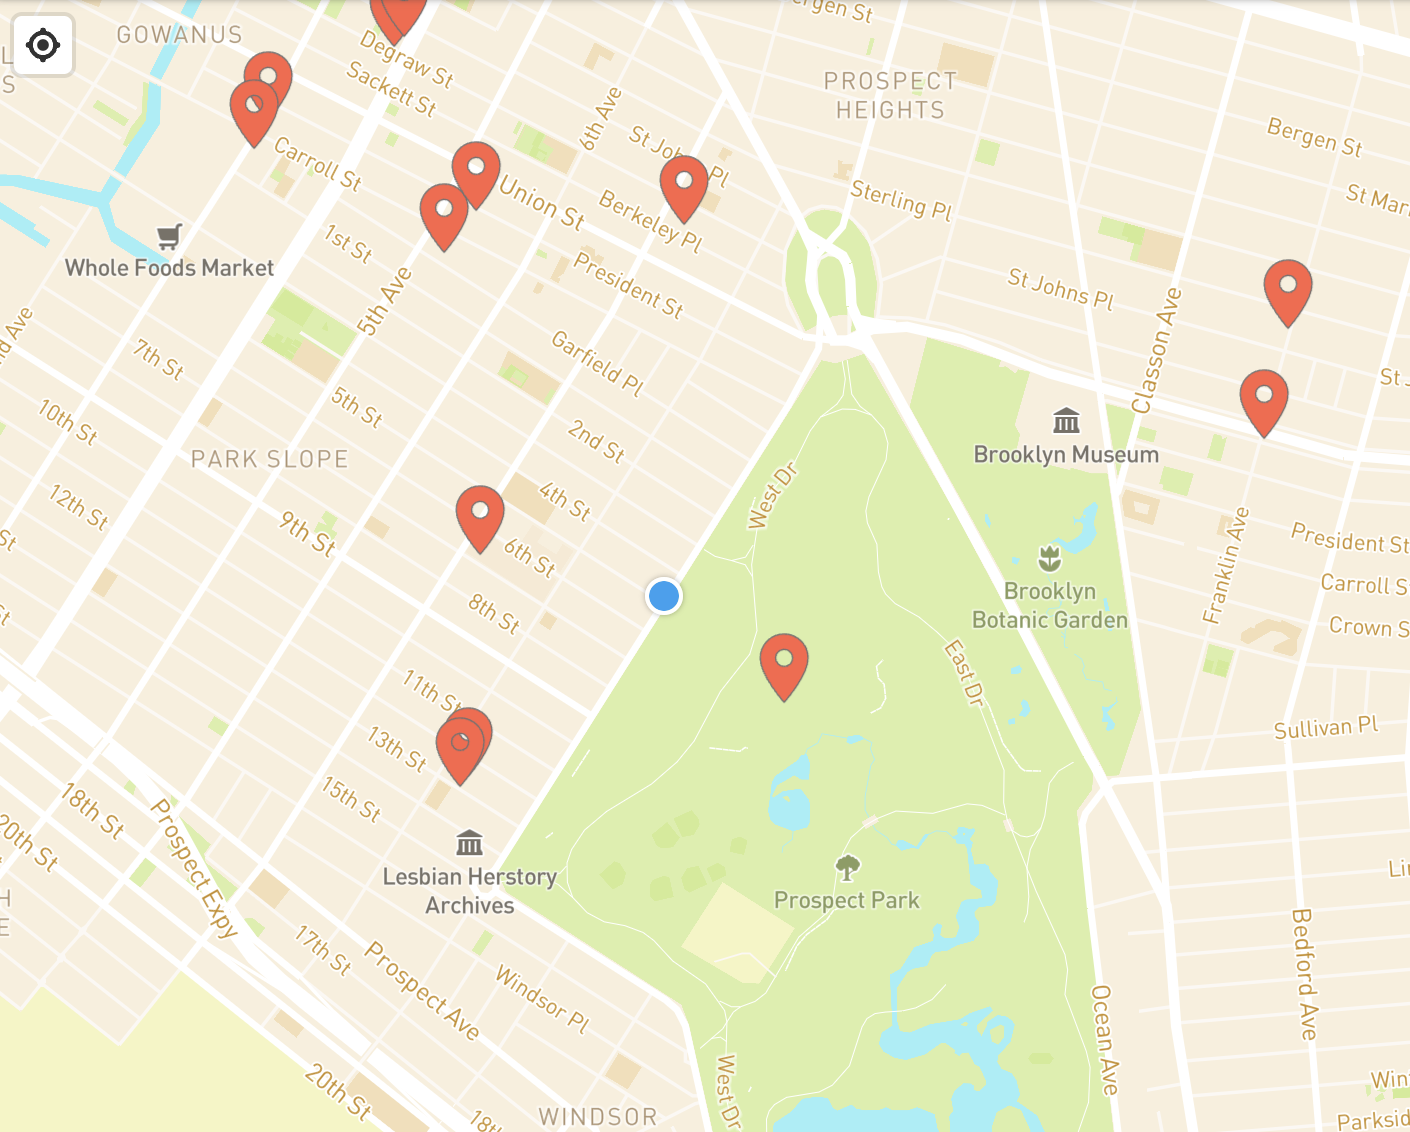 GOWANUS
ergen St
Degraw St
Sackett St
PROSPECT
HEIGHTS
6th Ave
Bergen St
Carroll St
St Joh
Pl
Union St
Berkeley Pl
Sterling Pl
St Mar
Whole Foods Market
1st St
President St
St Johns Pl
5th Ave
Classon Ave
7th St
Garfield Pl
St J
5th St
10th St
2nd St
PARK SLOPE
Brooklyn Museum
West Dr
12th St
4th St
9th St
6th St
Franklin Ave
President St
Brooklyn
Botanic Garden
Carroll S
8th St
Crown S
11th St
East Dr
13th St
Sullivan Pl
15th St
18th St
20th St
Prospect Expy
Lesbian Herstory
Archives
Prospect Park
17th St
Prospect Ave
Windsor Pl
Bedford Ave
Ocean Ave
20th St
West Dr
18t
WINDSOR
Parksid